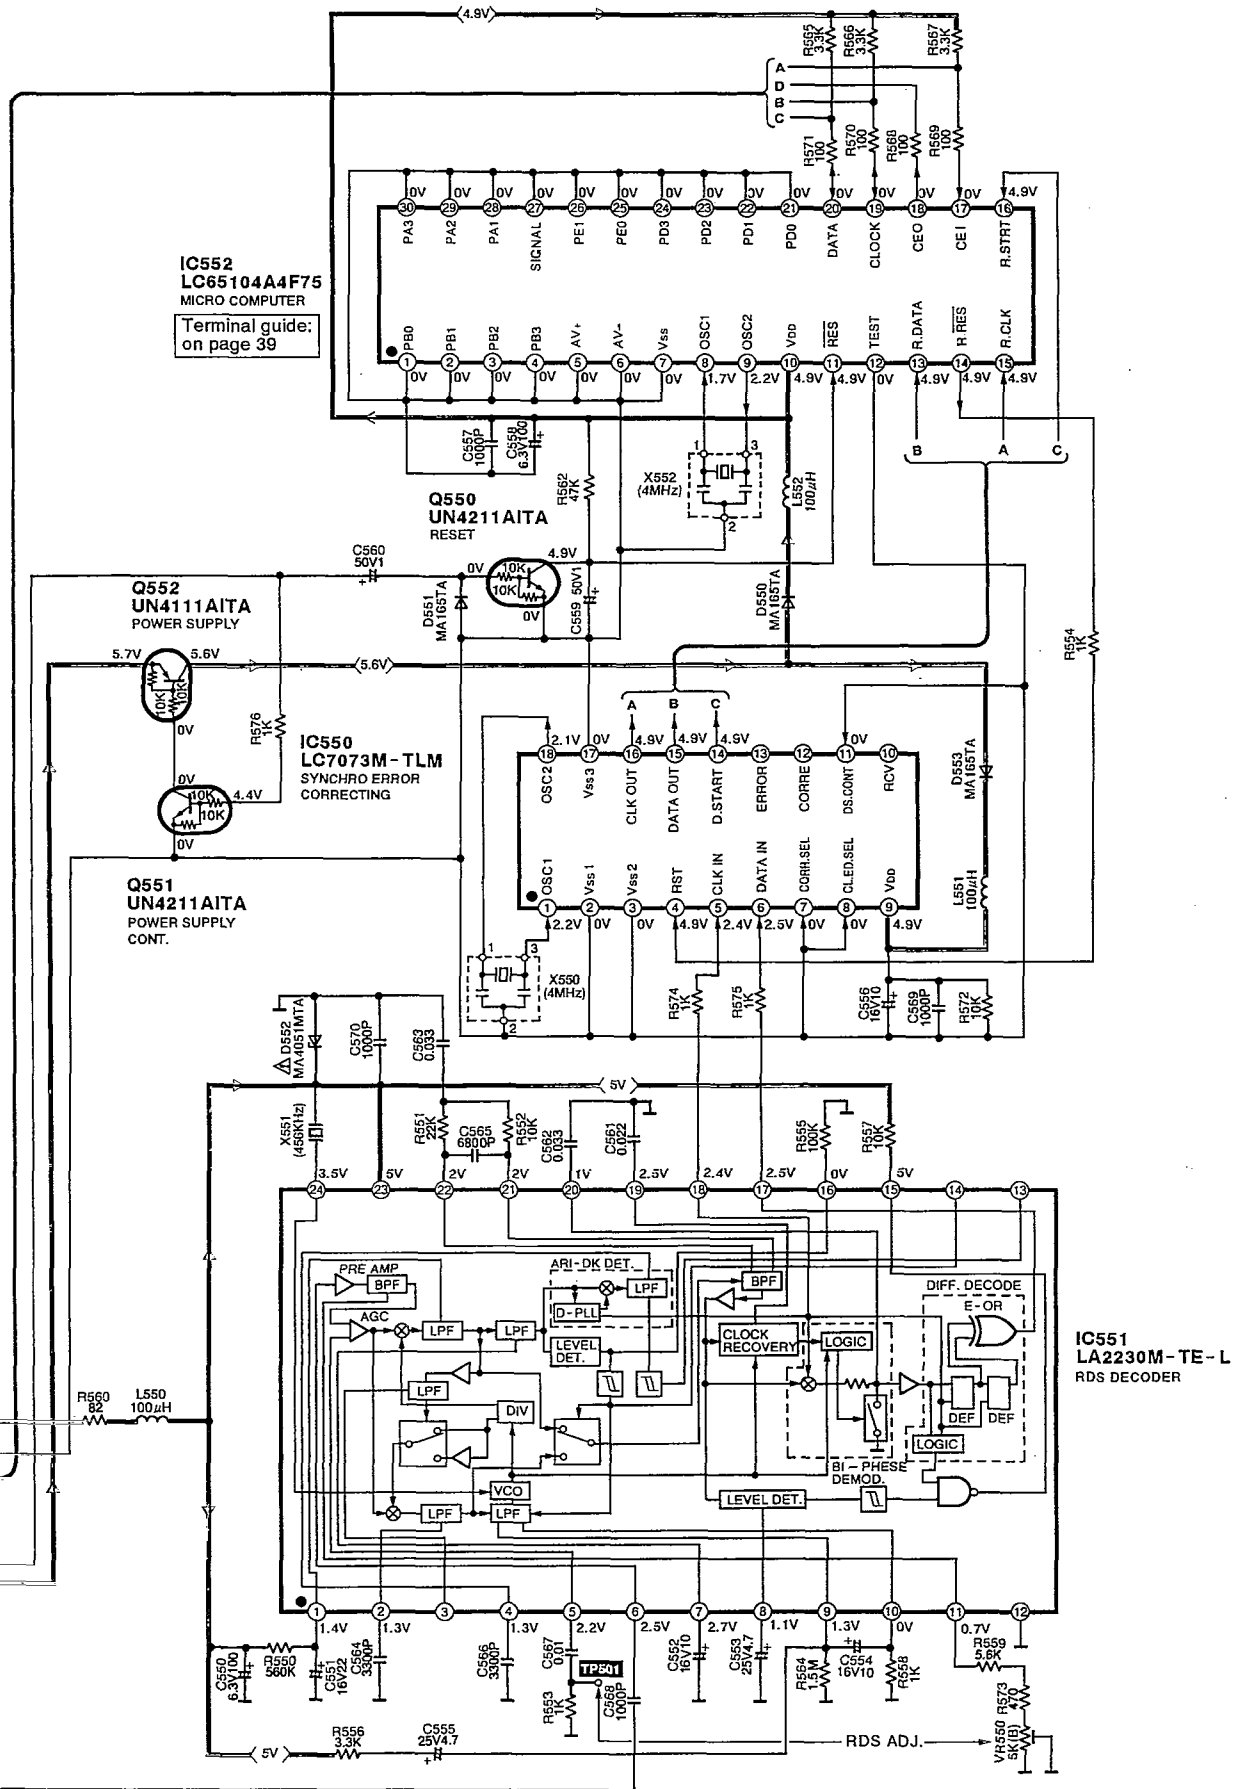 4.9V
R565
3.3K
R566
3.3K
R567
3.3K
A
D
B
C
R571
100
R570
100
R568
100
R569
100
0V 0V 0V 0V 0V 0V 0V 0V 0V 0V 0V 0V 0V 0V 4.9V
30 29 28 27 26 25 24 23 22 21 20 19 18 17 16
PA3 PA2 PA1 SIGNAL PE1 PE0 PD3 PD2 PD1 PD0 DATA CLOCK CEO CEI R.STRT
IC552
LC65104A4F75
MICRO COMPUTER
Terminal guide:
on page 39
PB0 PB1 PB2 PB3 AV+ AV- Vss OSC1 OSC2 VDD RES TEST R.DATA R RES R.CLK
1 2 3 4 5 6 7 8 9 10 11 12 13 14 15
0V 0V 0V 0V 0V 0V 0V 1.7V 2.2V 4.9V 4.9V 0V 4.9V 4.9V 4.9V
C557
1000P
C558
6.3V100
R562
47K
X552
(4MHz)
1 3
2
L552
100μH
B A C
Q550
UN4211AITA
RESET
C560
50V1
0V
10K
10K
4.9V
0V
D551
MA165TA
C559 50V1
D550
MA165TA
R554
1K
Q552
UN4111AITA
POWER SUPPLY
5.7V
5.6V
5.6V
10K
10K
0V
R576
1K
A B C
IC550
LC7073M-TLM
SYNCHRO ERROR
CORRECTING
2.1V 0V 4.9V 4.9V 4.9V 0V
18 17 16 15 14 13 12 11 10
OSC2 Vss3 CLK OUT DATA OUT D.START ERROR CORRE DS.CONT RCV
D553
MA165TA
0V
10K
10K
4.4V
0V
OSC1 Vss1 Vss2 RST CLK IN DATA IN CORH.SEL CLED.SEL VDD
1 2 3 4 5 6 7 8 9
2.2V 0V 0V 4.9V 2.4V 2.5V 0V 0V 4.9V
L551
100μH
Q551
UN4211AITA
POWER SUPPLY
CONT.
1 3
2
X550
(4MHz)
R574
1K
R575
1K
C556
16V10
C569
1000P
R572
10K
D552
MA4051MTA
C570
1000P
C563
0.033
5V
X551
(456KHz)
R551
22K
C565
6800P
R552
10K
C562
0.033
C561
0.022
R555
100K
R557
10K
3.5V 5V 2V 2V 1V 2.5V 2.4V 2.5V 0V 5V
24 23 22 21 20 19 18 17 16 15 14 13
PRE AMP
BPF
AGC
LPF
LPF
ARI-DK DET.
LPF
D-PLL
LEVEL
DET.
LPF
DIV
VCO
LPF
LPF
BPF
CLOCK
RECOVERY
LOGIC
BI-PHESE
DEMOD.
LEVEL DET.
DIFF. DECODE
E-OR
DEF
DEF
LOGIC
IC551
LA2230M-TE-L
RDS DECODER
R560
82
L550
100μH
1 2 3 4 5 6 7 8 9 10 11 12
1.4V 1.3V 1.3V 2.2V 2.5V 2.7V 1.1V 1.3V 0V 0.7V
C550
6.3V100
R550
560K
C551
16V22
C564
3300P
C566
3300P
C567
0.01
TP501
R553
1K
C568
1000P
C552
16V10
C553
25V4.7
R564
1.5M
C554
16V10
R558
1K
R559
5.6K
R573
470
VR550
5K(B)
RDS ADJ.
5V
R556
3.3K
C555
25V4.7